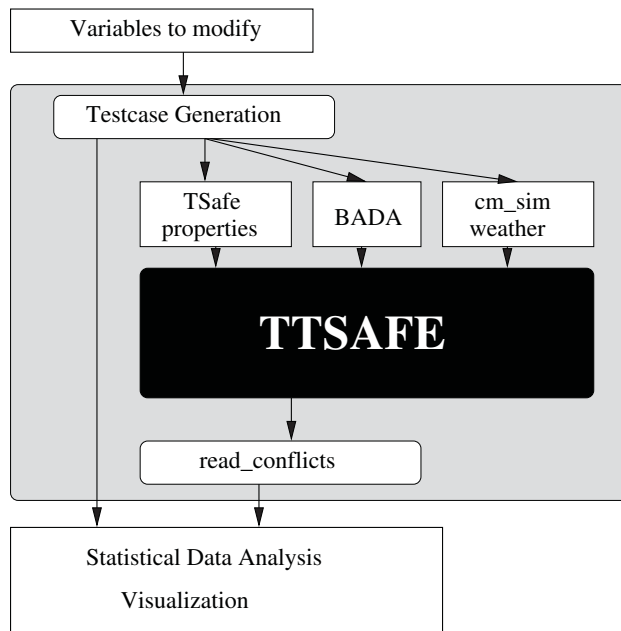 Variables to modify
Testcase Generation
TSafe
properties
BADA
cm_sim
weather
TTSAFE
read_conflicts
Statistical Data Analysis
Visualization